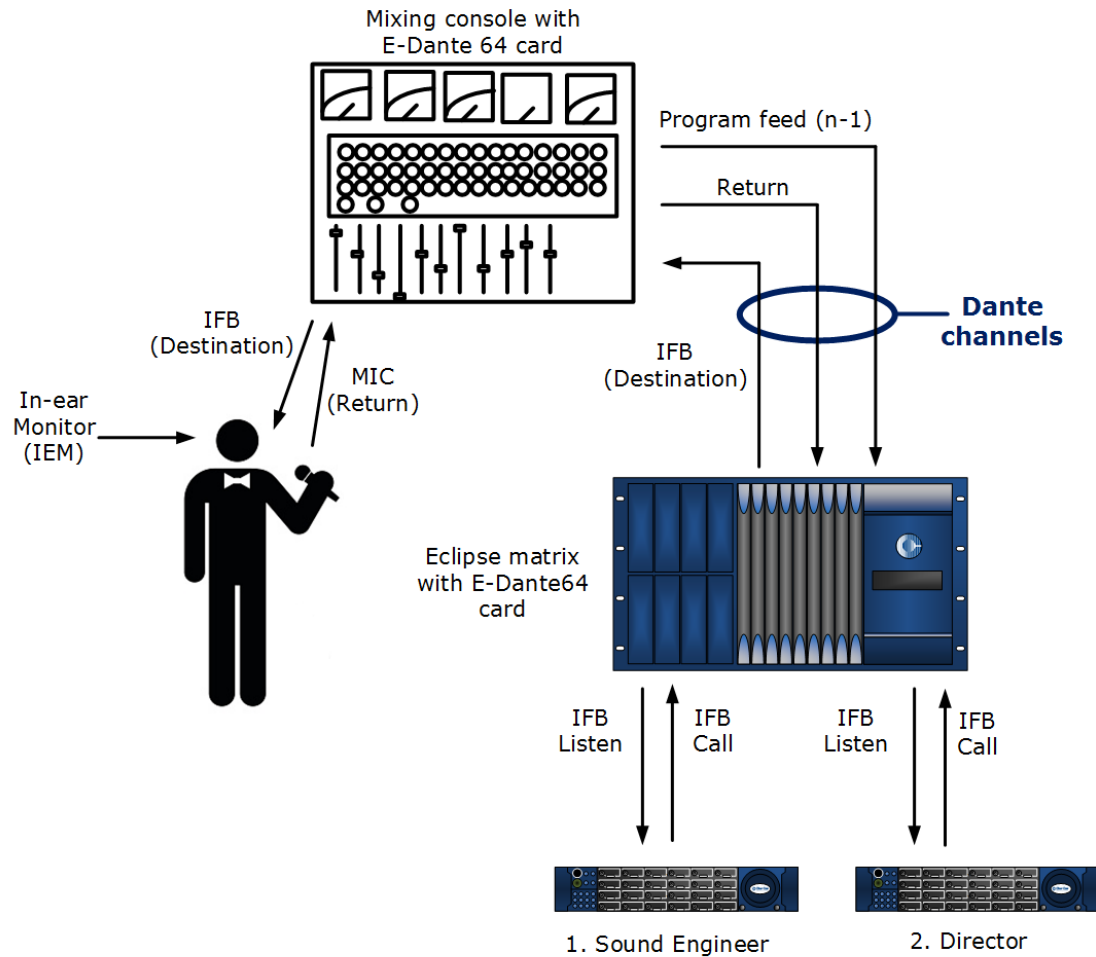 Mixing console with
E-Dante 64 card
Program feed (n-1)
Return
Dante
channels
IFB
(Destination)
MIC
(Return)
IFB
(Destination)
In-ear
Monitor
(IEM)
Eclipse matrix
with E-Dante64
card
IFB
Listen
IFB
Call
IFB
Listen
IFB
Call
1. Sound Engineer
2. Director